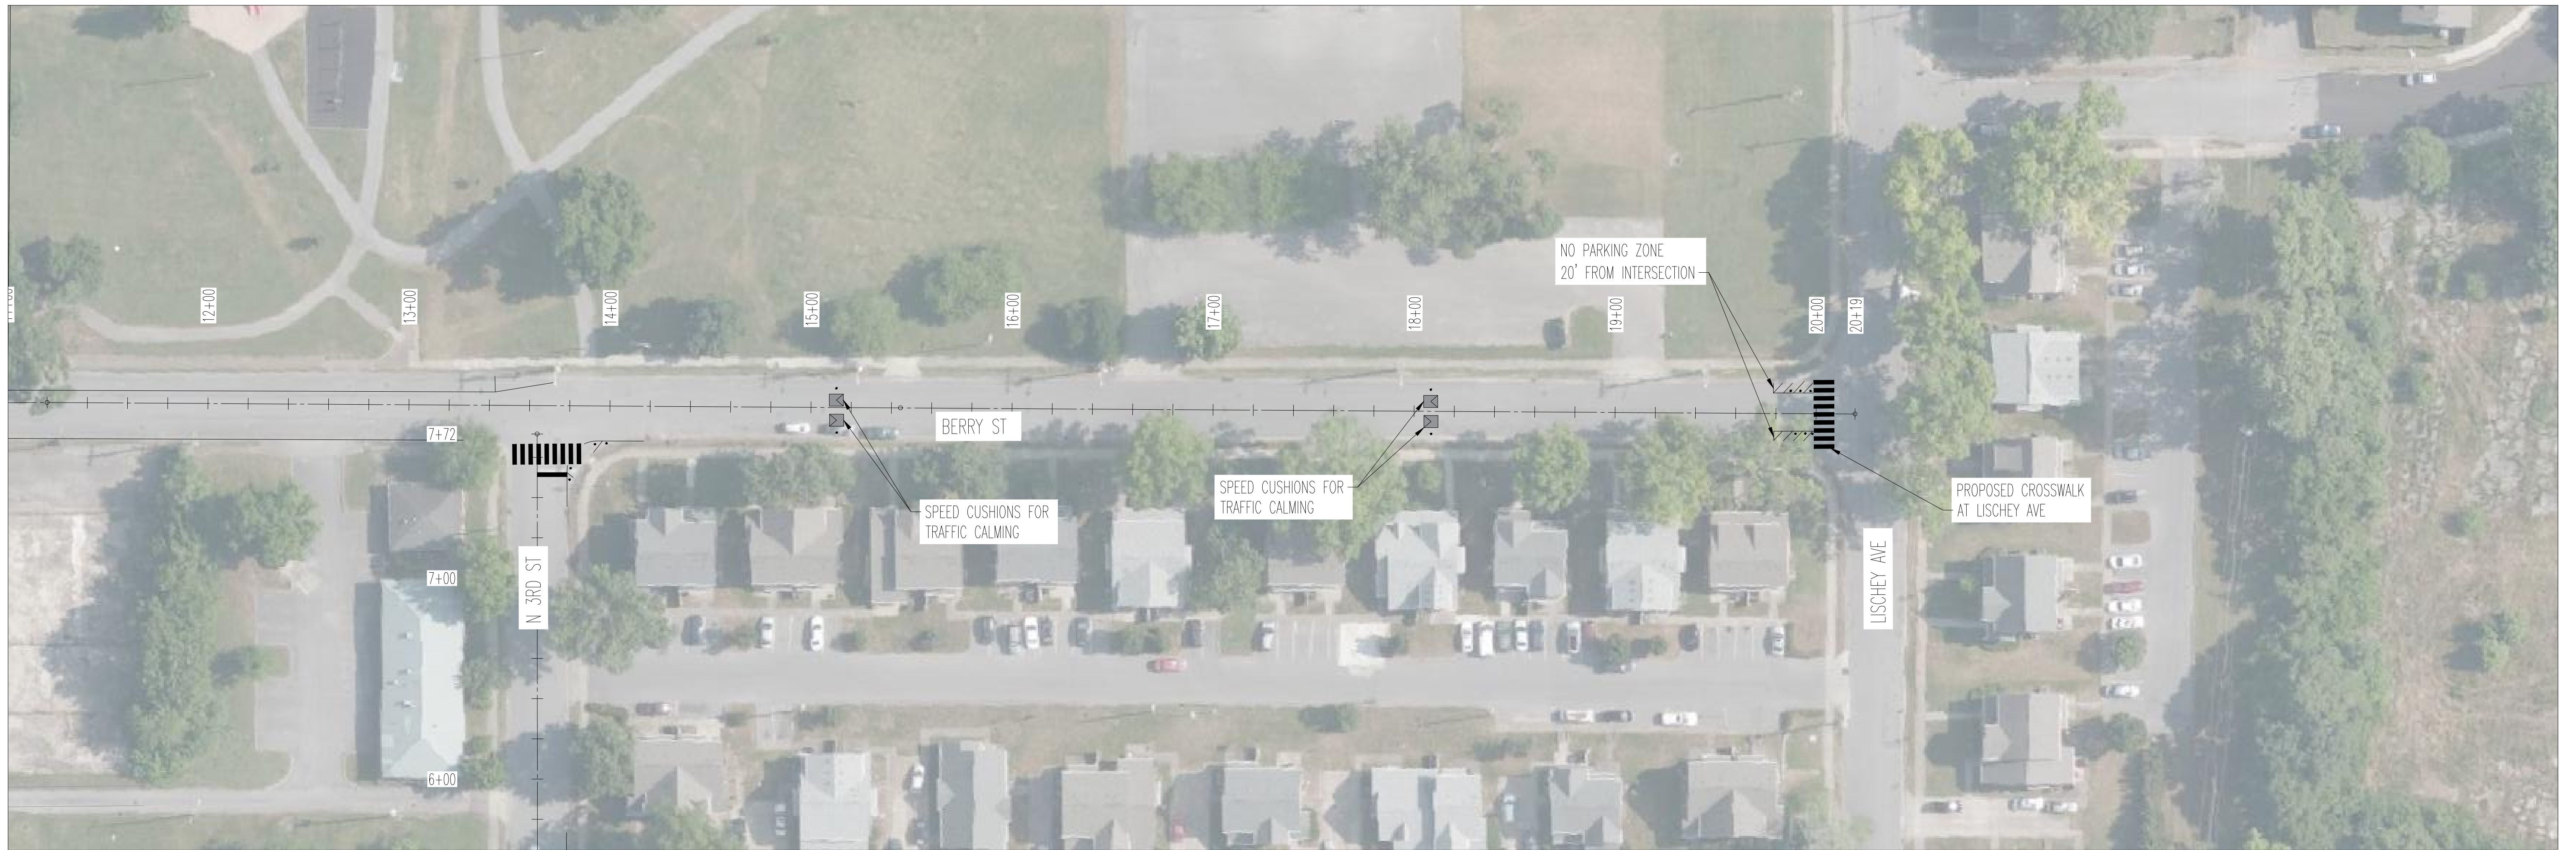 NO PARKING ZONE
20' FROM INTERSECTION
12+00
13+00
14+00
15+00
16+00
17+00
18+00
19+00
20+00
20+19
7+72
BERRY ST
SPEED CUSHIONS FOR
TRAFFIC CALMING
SPEED CUSHIONS FOR
TRAFFIC CALMING
PROPOSED CROSSWALK
AT LISCHEY AVE
7+00
N 3RD ST
LISCHEY AVE
6+00